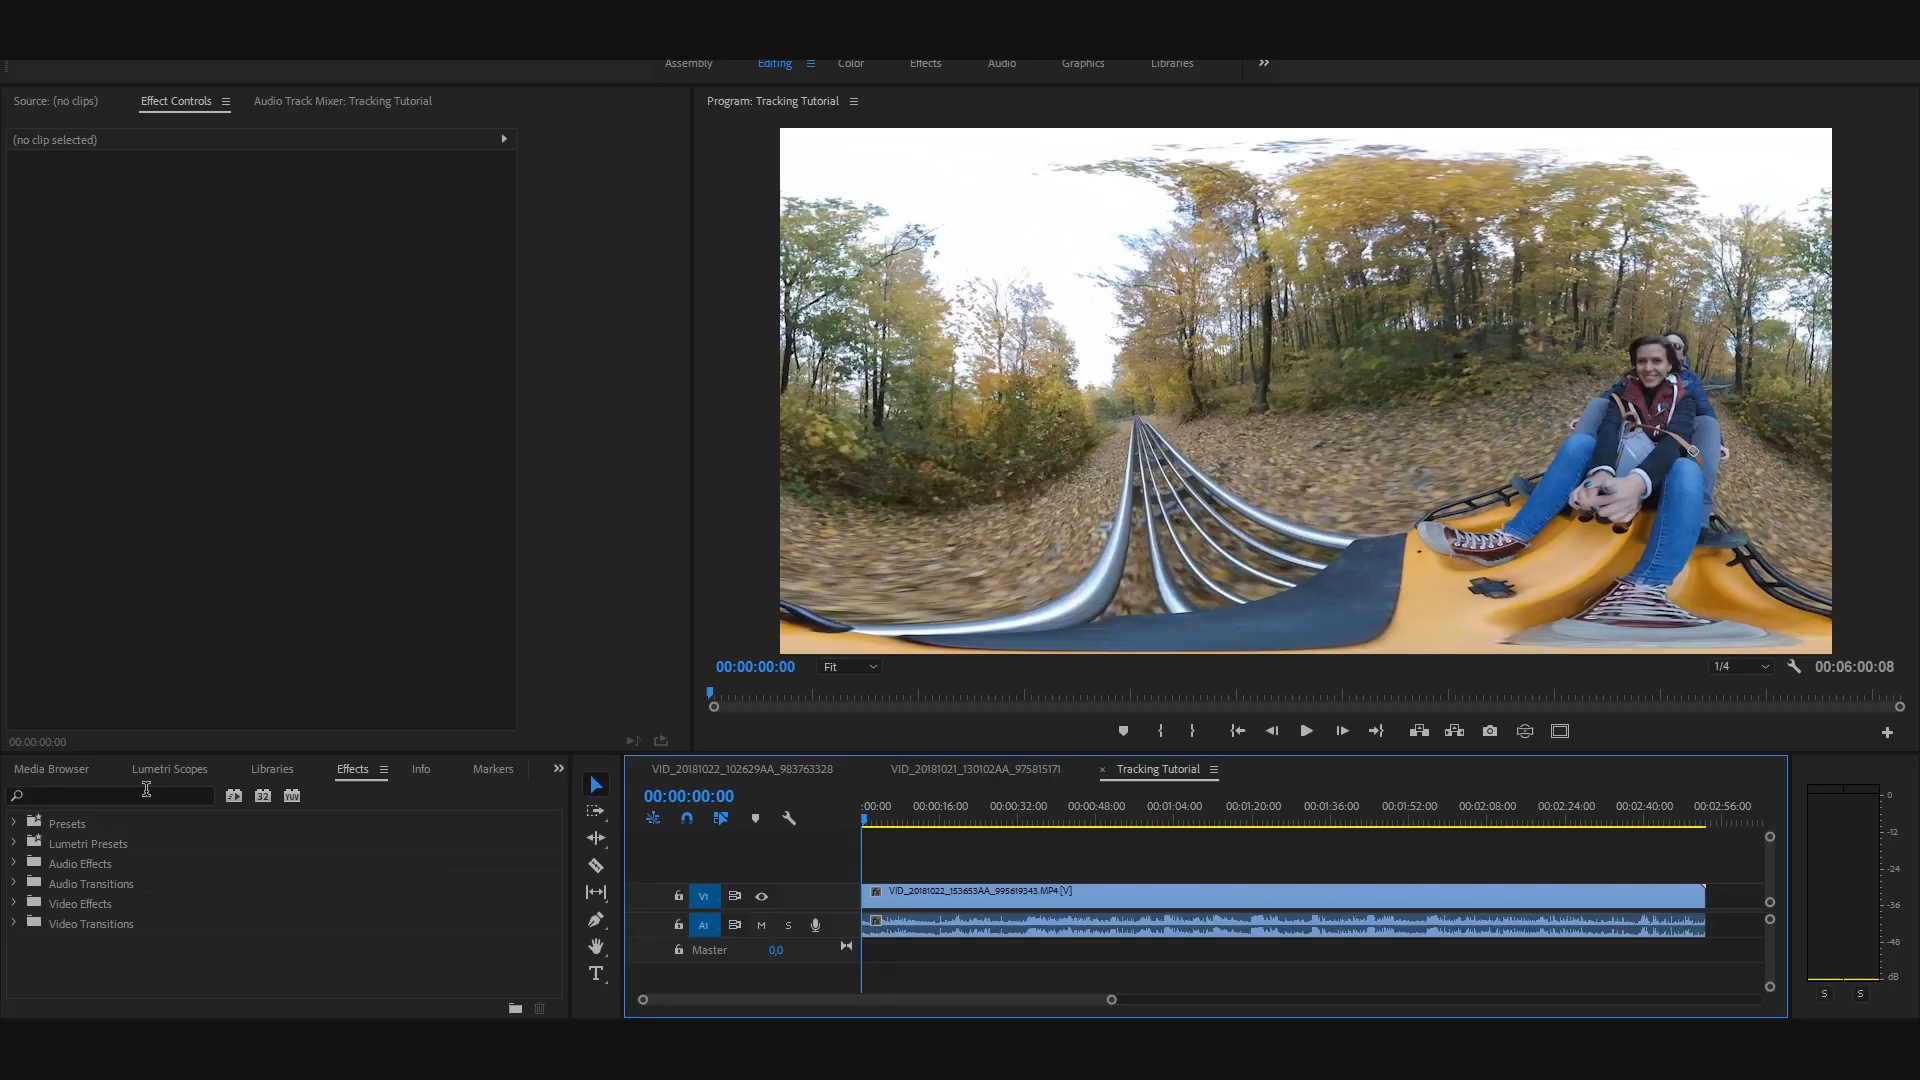 Assembly Editing Color Effects Audio Graphics Libraries
Source: (no clips) Effect Controls Audio Track Mixer: Tracking Tutorial
Program: Tracking Tutorial
(no clip selected)
00:00:00:00 Fit 1/4 00:06:00:08
00:00:00:00
Media Browser Lumetri Scopes Libraries Effects Info Markers
VID_20181022_102629AA_983763328 VID_20181021_130102AA_975815171 × Tracking Tutorial
32 YUV
00:00:00:00
:00:00 00:00:16:00 00:00:32:00 00:00:48:00 00:01:04:00 00:01:20:00 00:01:36:00 00:01:52:00 00:02:08:00 00:02:24:00 00:02:40:00 00:02:56:00
Presets
Lumetri Presets
Audio Effects
Audio Transitions
Video Effects
Video Transitions
V1 fx VID_20181022_153653AA_995619343.MP4 [V]
A1 M S fx
Master 0,0
T
0
-12
-24
-36
-48
dB
S S